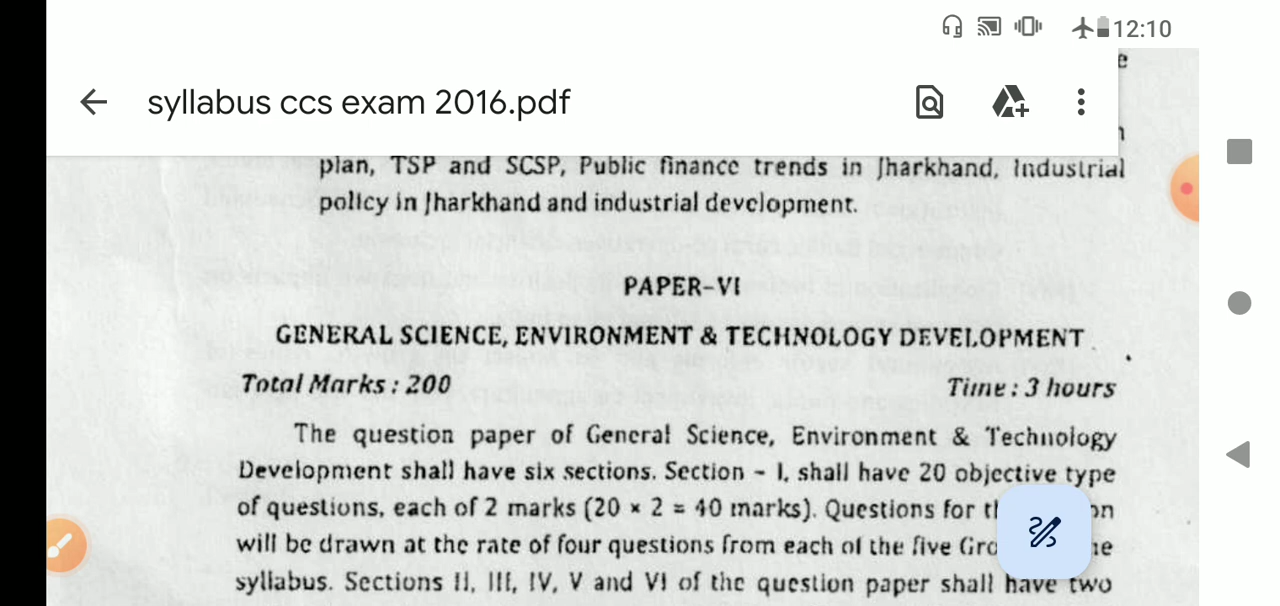 12:10
syllabus ccs exam 2016.pdf
plan, TSP and SCSP, Public finance trends in Jharkhand, Industrial
policy in Jharkhand and industrial development.
PAPER-VI
GENERAL SCIENCE, ENVIRONMENT & TECHNOLOGY DEVELOPMENT
Total Marks : 200 Time : 3 hours
The question paper of General Science, Environment & Technology
Development shall have six sections. Section - I, shall have 20 objective type
of questions, each of 2 marks (20 × 2 = 40 marks). Questions for
will be drawn at the rate of four questions from each of the five
syllabus. Sections II, III, IV, V and VI of the question paper shall have two